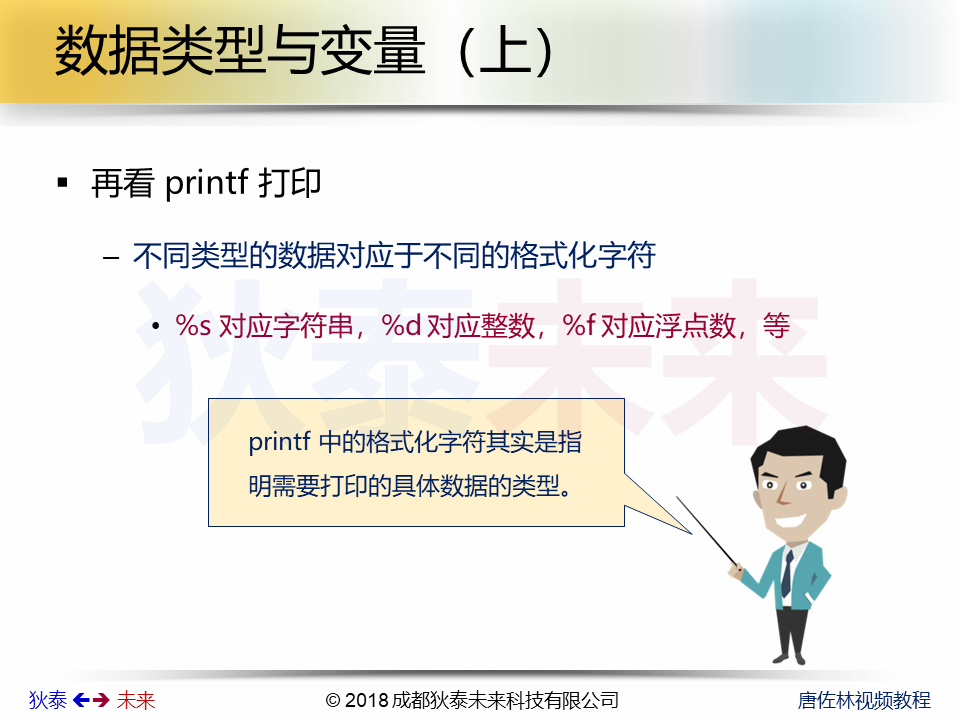 数据类型与变量（上）
再看 printf 打印
– 不同类型的数据对应于不同的格式化字符
• %s 对应字符串，%d 对应整数，%f 对应浮点数，等
狄泰未来
printf 中的格式化字符其实是指
明需要打印的具体数据的类型。
狄泰 未来
© 2018 成都狄泰未来科技有限公司
唐佐林视频教程